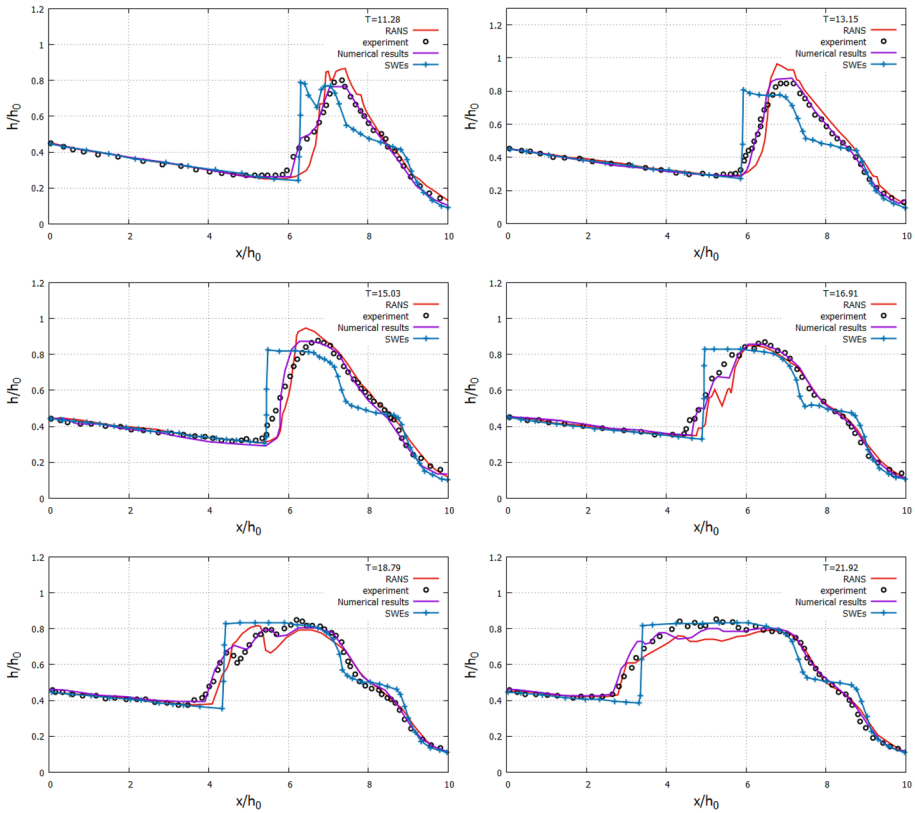 T=11.28
RANS
experiment
Numerical results
SWEs
1.2
1
0.8
0.6
0.4
0.2
0
h/h0
0 2 4 6 8 10
x/h0
T=13.15
RANS
experiment
Numerical results
SWEs
1.2
1
0.8
0.6
0.4
0.2
0
h/h0
0 2 4 6 8 10
x/h0
T=15.03
RANS
experiment
Numerical results
SWEs
1.2
1
0.8
0.6
0.4
0.2
0
h/h0
0 2 4 6 8 10
x/h0
T=16.91
RANS
experiment
Numerical results
SWEs
1.2
1
0.8
0.6
0.4
0.2
0
h/h0
0 2 4 6 8 10
x/h0
T=18.79
RANS
experiment
Numerical results
SWEs
1.2
1
0.8
0.6
0.4
0.2
0
h/h0
0 2 4 6 8 10
x/h0
T=21.92
RANS
experiment
Numerical results
SWEs
1.2
1
0.8
0.6
0.4
0.2
0
h/h0
0 2 4 6 8 10
x/h0